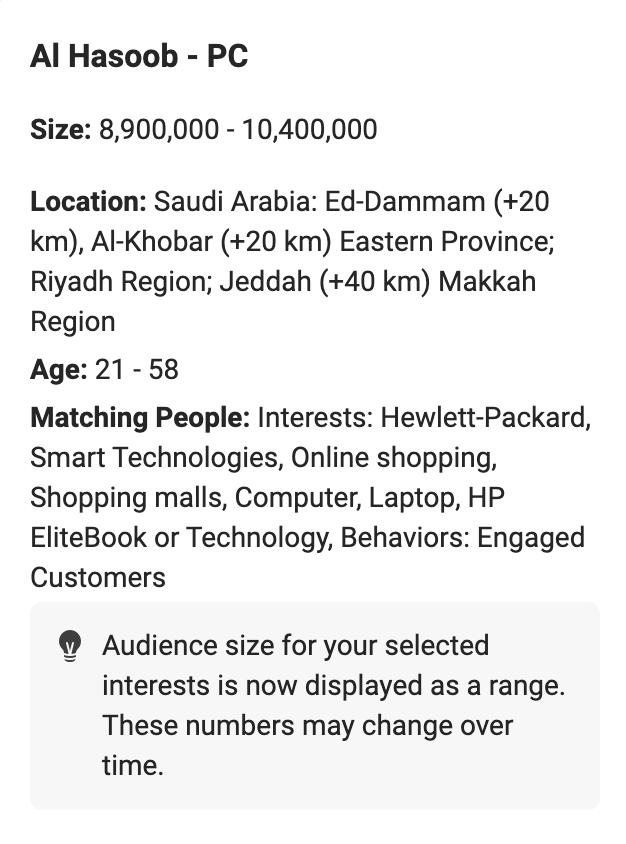 Al Hasoob - PC
Size: 8,900,000 - 10,400,000
Location: Saudi Arabia: Ed-Dammam (+20
km), Al-Khobar (+20 km) Eastern Province;
Riyadh Region; Jeddah (+40 km) Makkah
Region
Age: 21 - 58
Matching People: Interests: Hewlett-Packard,
Smart Technologies, Online shopping,
Shopping malls, Computer, Laptop, HP
EliteBook or Technology, Behaviors: Engaged
Customers
Audience size for your selected
interests is now displayed as a range.
These numbers may change over
time.